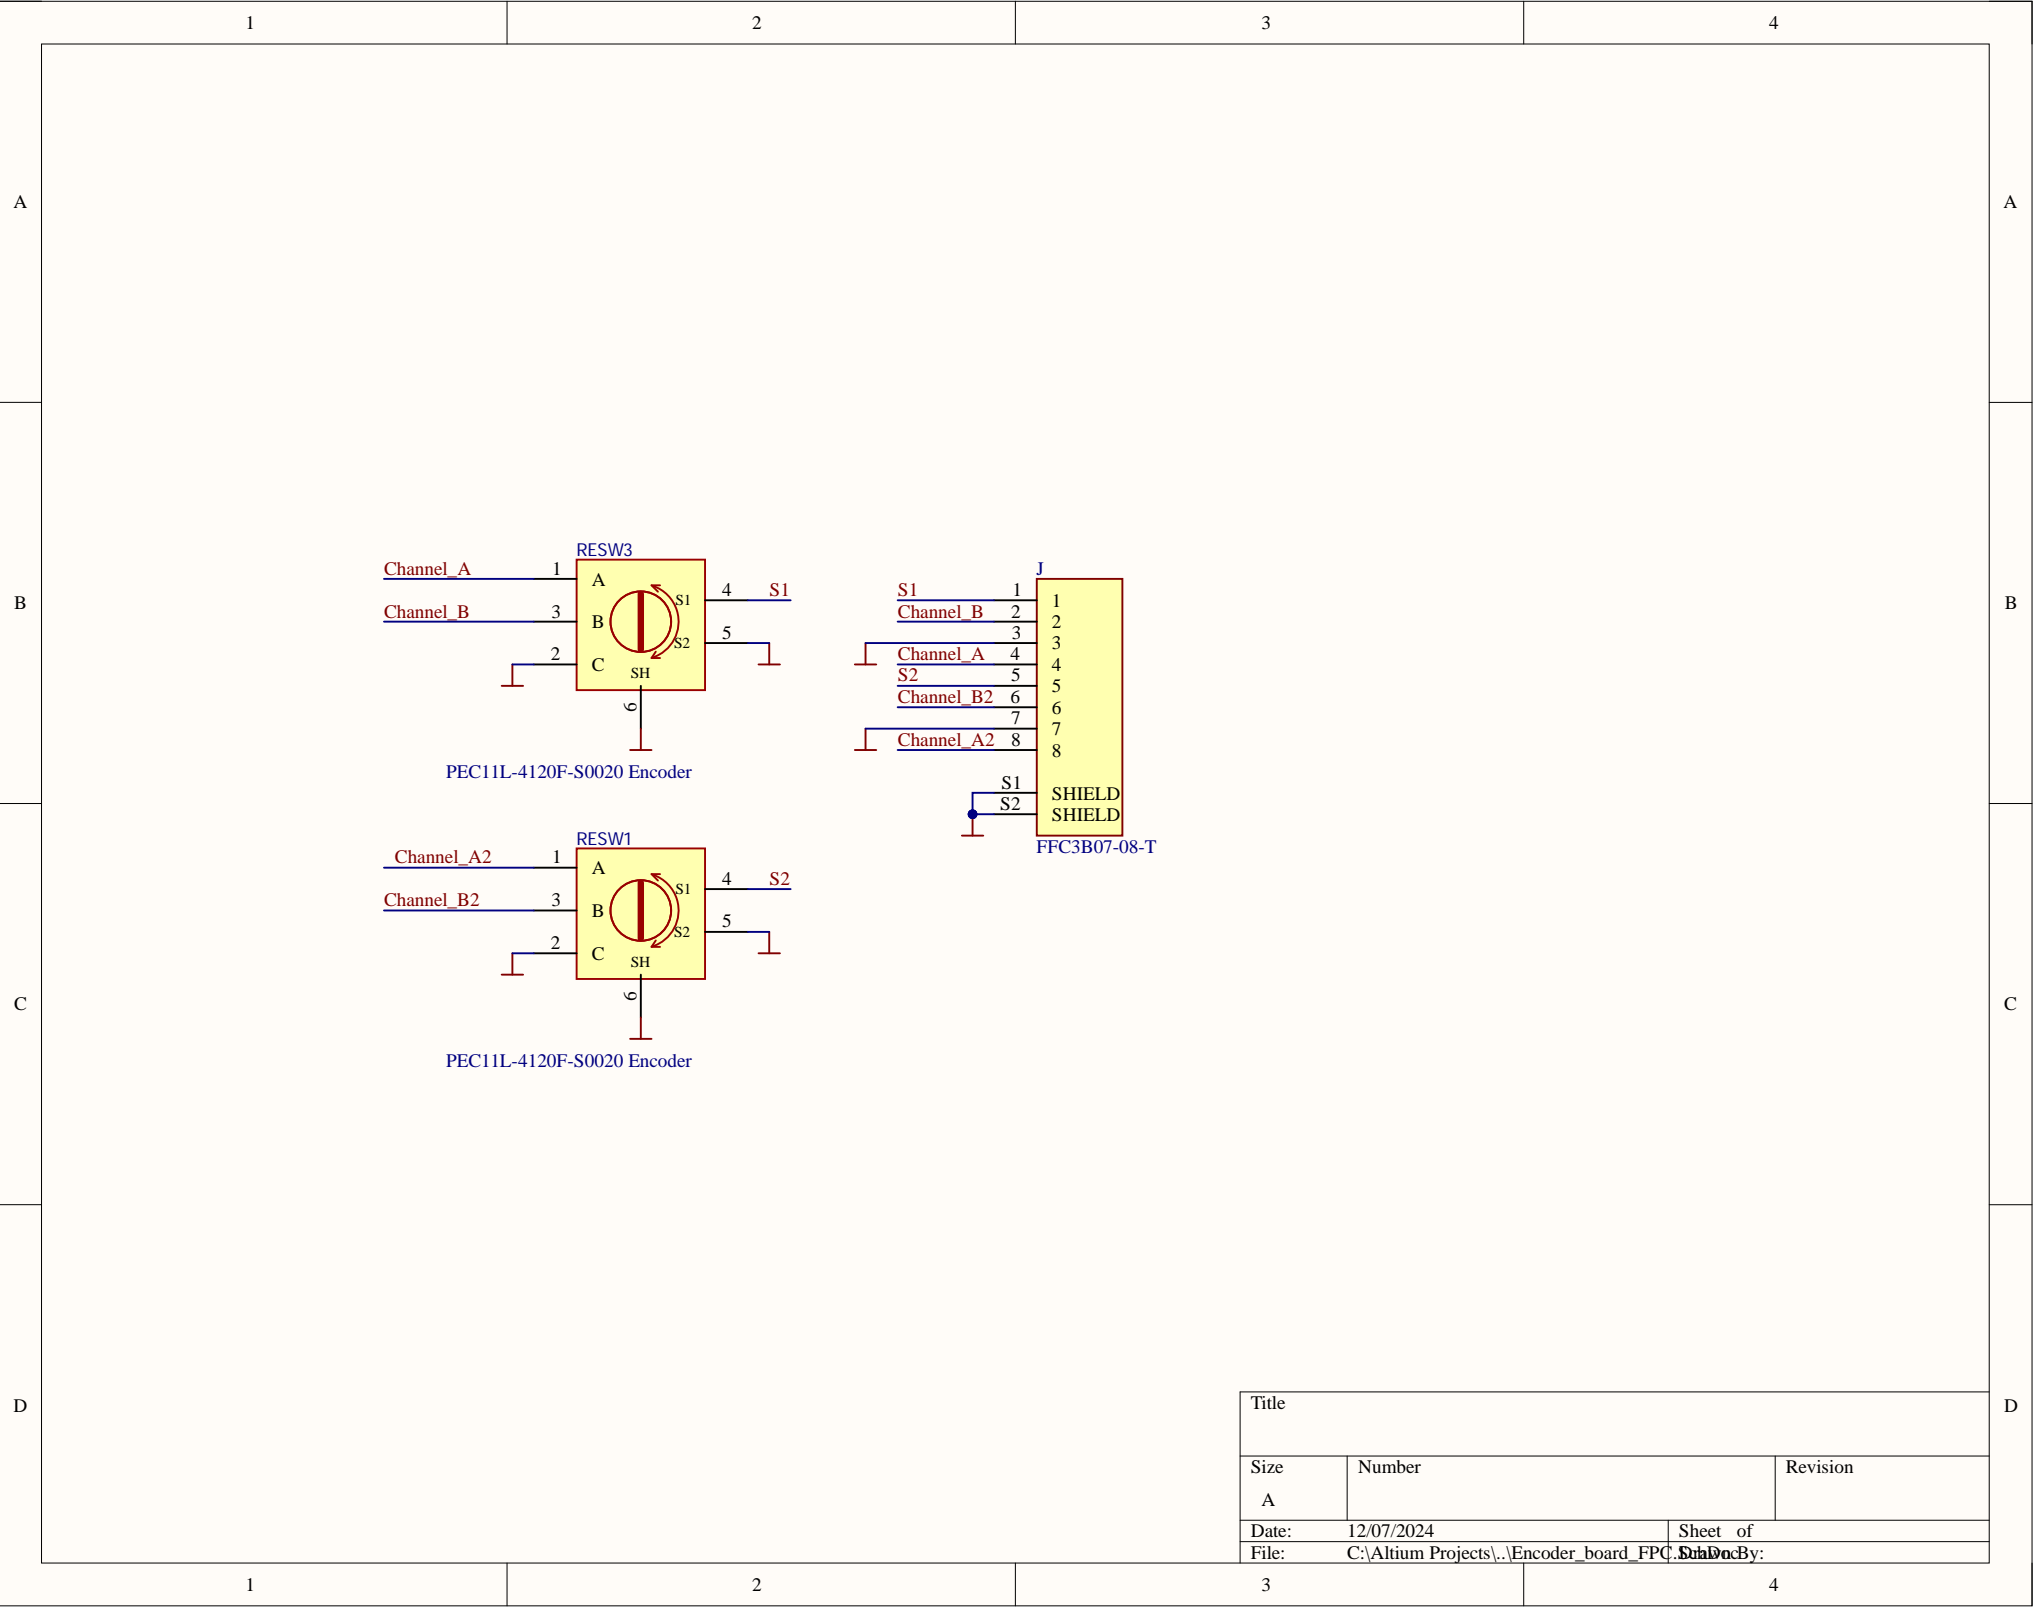 1 2 3 4
A A
B B
C C
D D
RESW3
Channel_A 1 A
Channel_B 3 B
2 C
S1 4 S1
S2 5
SH
6
PEC11L-4120F-S0020 Encoder
RESW1
Channel_A2 1 A
Channel_B2 3 B
2 C
S1 4 S2
S2 5
SH
6
PEC11L-4120F-S0020 Encoder
J
S1 1 1
Channel_B 2 2
3 3
Channel_A 4 4
S2 5 5
Channel_B2 6 6
7 7
Channel_A2 8 8
S1 SHIELD
S2 SHIELD
FFC3B07-08-T
Title
Size Number Revision
A
Date: 12/07/2024 Sheet of
File: C:\Altium Projects\..\Encoder_board_FPC.SchDoc Drawn By:
1 2 3 4